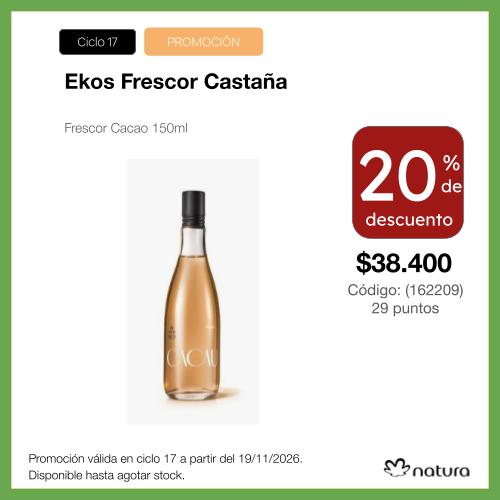 Ciclo 17
PROMOCIÓN
Ekos Frescor Castaña
Frescor Cacao 150ml
20 % de
descuento
$38.400
Código: (162209)
29 puntos
CACAU
Promoción válida en ciclo 17 a partir del 19/11/2026.
Disponible hasta agotar stock.
natura